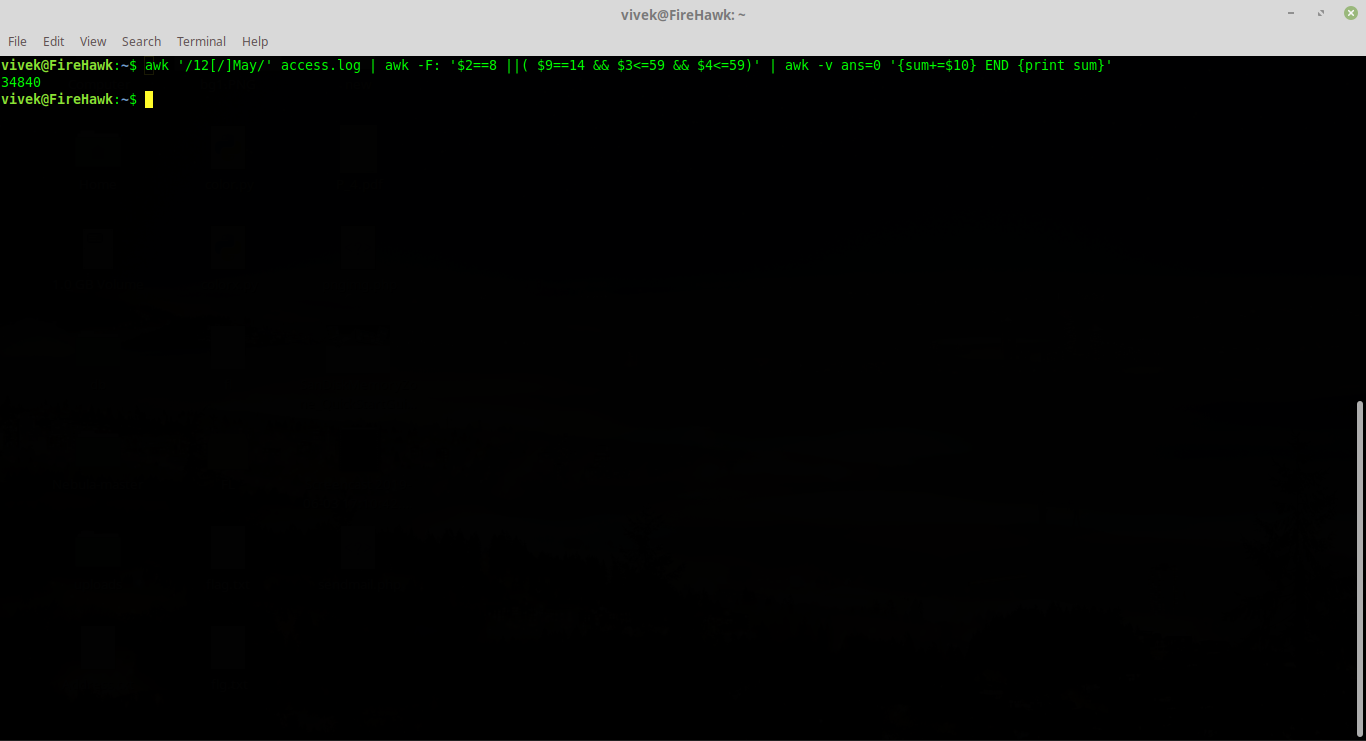 vivek@FireHawk: ~
File Edit View Search Terminal Help
vivek@FireHawk:~$ awk '/12[/]May/' access.log | awk -F: '$2==8 ||( $9==14 && $3<=59 && $4<=59)' | awk -v ans=0 '{sum+=$10} END {print sum}'
34840
vivek@FireHawk:~$